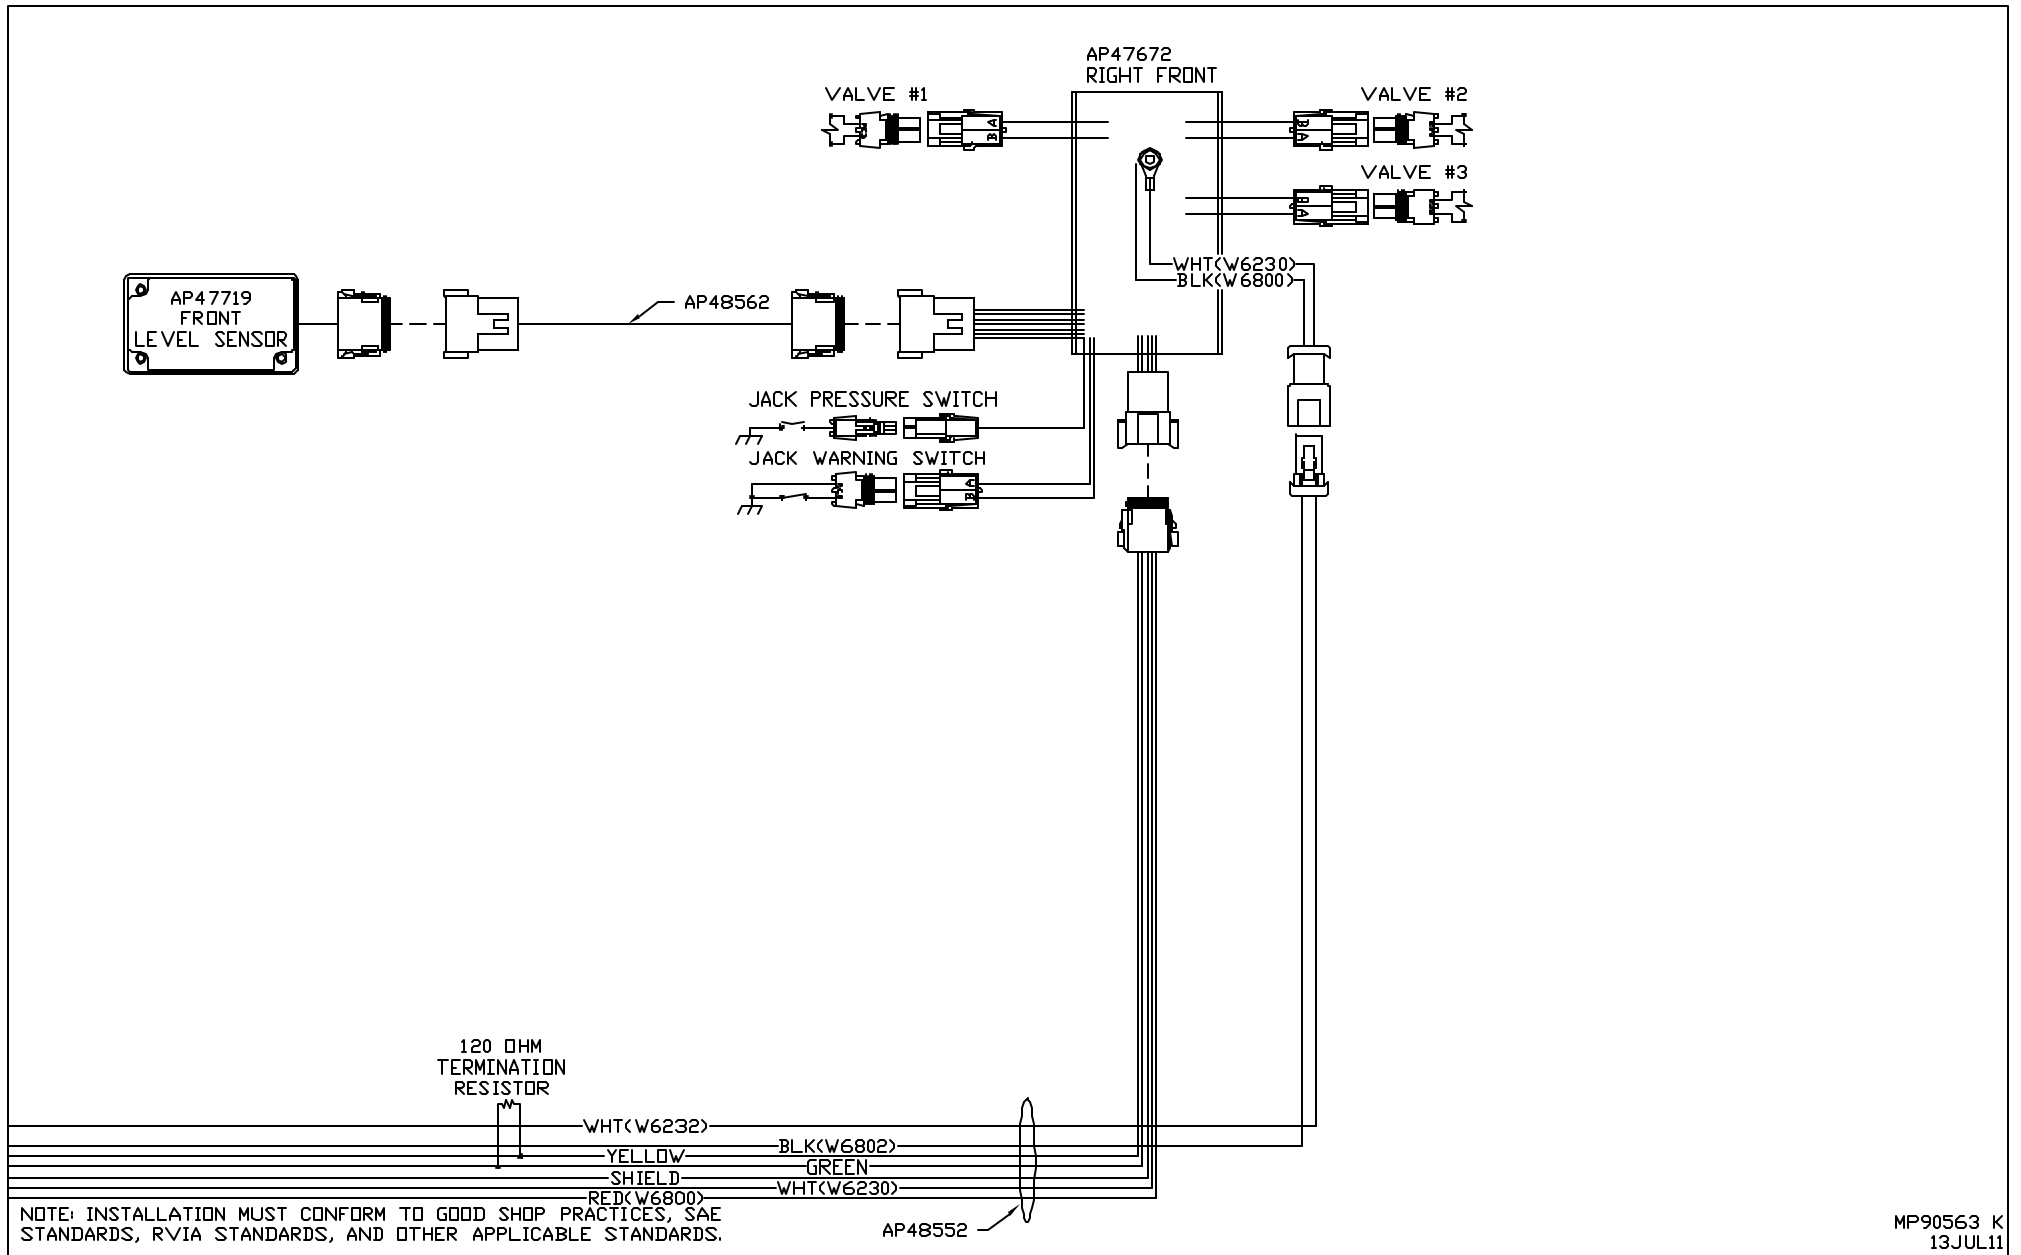 AP47672
RIGHT FRONT
VALVE #1
A
B
VALVE #2
B
A
VALVE #3
B
A
WHT(W6230)
BLK(W6800)
AP47719
FRONT
LEVEL SENSOR
AP48562
JACK PRESSURE SWITCH
JACK WARNING SWITCH
A
B
120 OHM
TERMINATION
RESISTOR
WHT(W6232)
BLK(W6802)
YELLOW
GREEN
SHIELD
WHT(W6230)
RED(W6800)
NOTE: INSTALLATION MUST CONFORM TO GOOD SHOP PRACTICES, SAE
STANDARDS, RVIA STANDARDS, AND OTHER APPLICABLE STANDARDS.
AP48552
MP90563 K
13JUL11